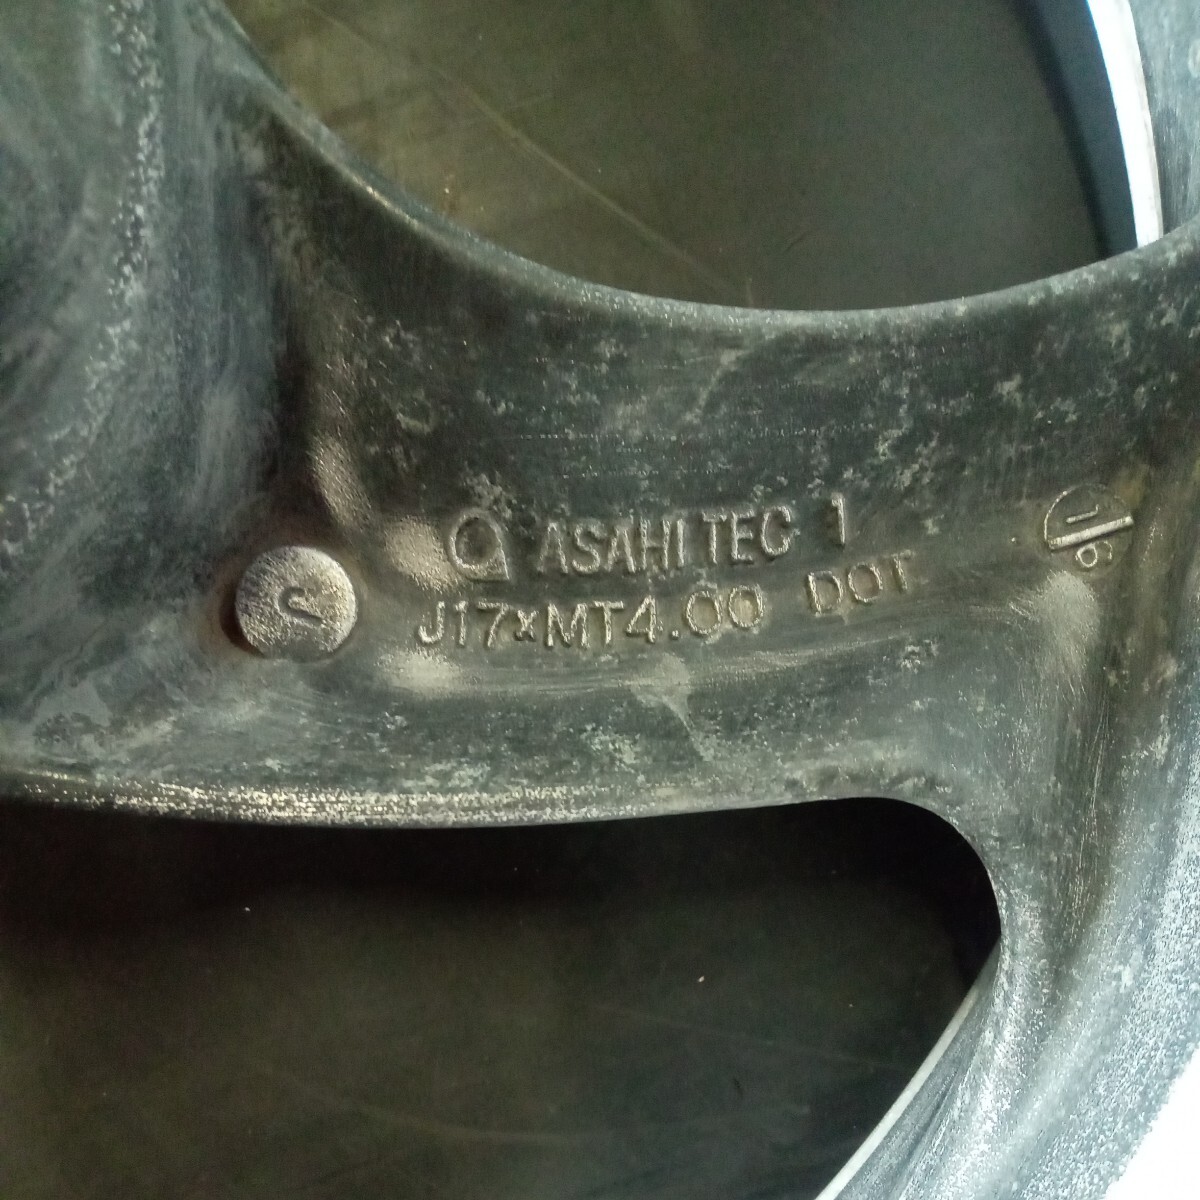 ASAHI TEC 1
J17×MT4.00 DOT